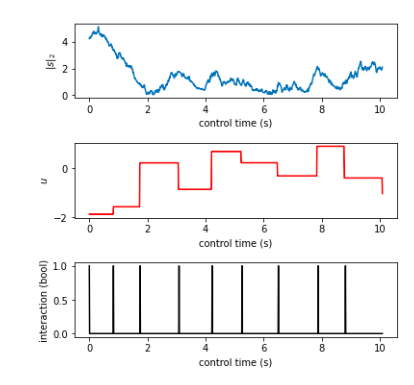 4
2
0
|s|₂
0 2 4 6 8 10
control time (s)
0
−2
u
0 2 4 6 8 10
control time (s)
1.0
0.5
0.0
interaction (bool)
0 2 4 6 8 10
control time (s)